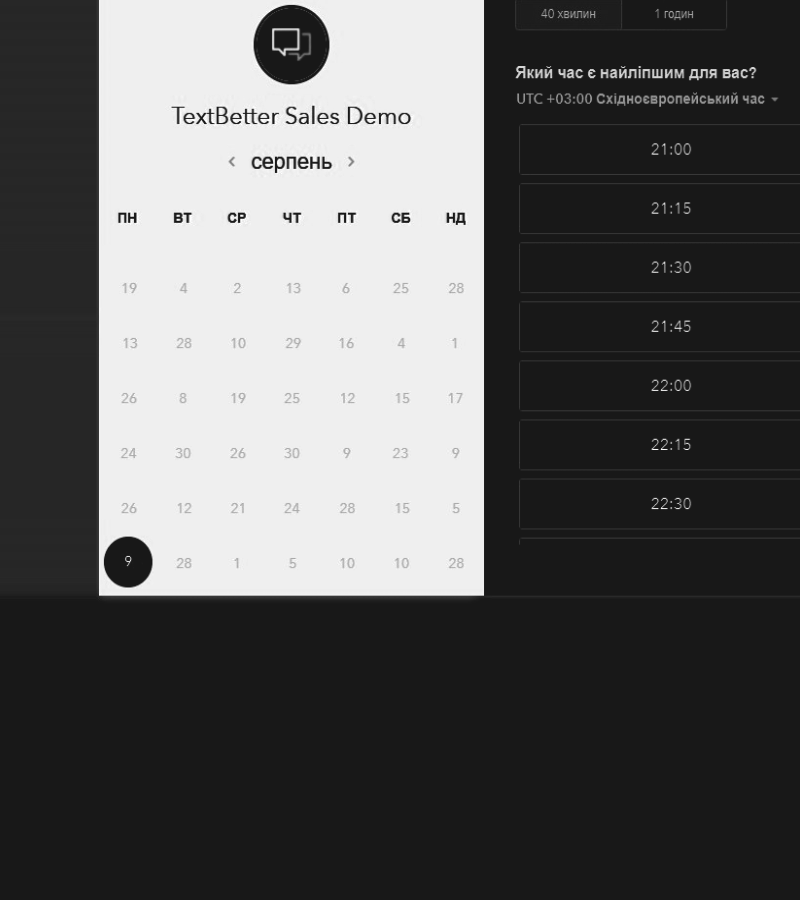 TextBetter Sales Demo
серпень
ПН ВТ СР ЧТ ПТ СБ НД
19 4 2 13 6 25 28
13 28 10 29 16 4 1
26 8 19 25 12 15 17
24 30 26 30 9 23 9
26 12 21 24 28 15 5
9 28 1 5 10 10 28
40 хвилин 1 годин
Який час є найліпшим для вас?
UTC +03:00 Східноєвропейський час
21:00
21:15
21:30
21:45
22:00
22:15
22:30